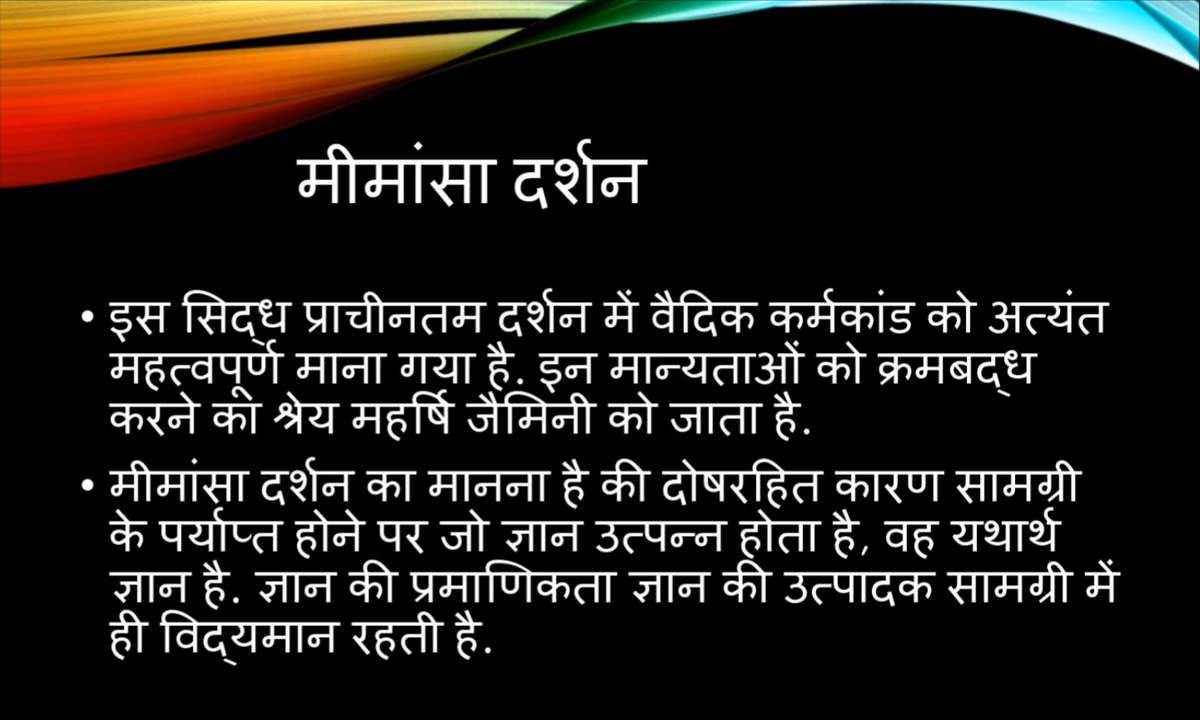 मीमांसा दर्शन
• इस सिद्ध प्राचीनतम दर्शन में वैदिक कर्मकांड को अत्यंत
महत्वपूर्ण माना गया है. इन मान्यताओं को क्रमबद्ध
करने का श्रेय महर्षि जैमिनी को जाता है.
• मीमांसा दर्शन का मानना है की दोषरहित कारण सामग्री
के पर्याप्त होने पर जो ज्ञान उत्पन्न होता है, वह यथार्थ
ज्ञान है. ज्ञान की प्रमाणिकता ज्ञान की उत्पादक सामग्री में
ही विद्यमान रहती है.